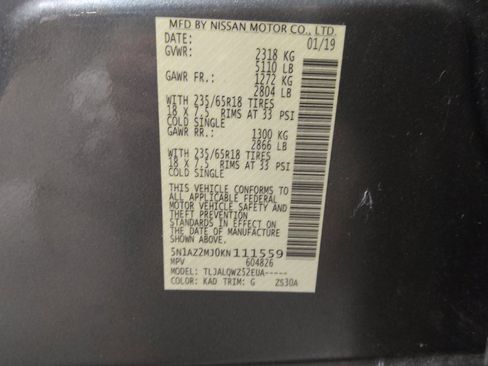 MFD BY NISSAN MOTOR CO., LTD.
DATE: 01/19
GVWR: 2318 KG
5110 LB
GAWR FR.: 1272 KG
2804 LB
WITH 235/65R18 TIRES
18 X 7.5 RIMS AT 33 PSI
COLD SINGLE
GAWR RR.: 1300 KG
2866 LB
WITH 235/65R18 TIRES
18 X 7.5 RIMS AT 33 PSI
COLD SINGLE
THIS VEHICLE CONFORMS TO
ALL APPLICABLE FEDERAL
MOTOR VEHICLE SAFETY AND
THEFT PREVENTION
STANDARDS IN EFFECT ON
THE DATE OF MANUFACTURE
SHOWN ABOVE.
5N1AZ2MJ0KN111559
MPV 604826
MODEL: TLJALQWZ52EUA-----
COLOR: KAD TRIM: G ZS30A